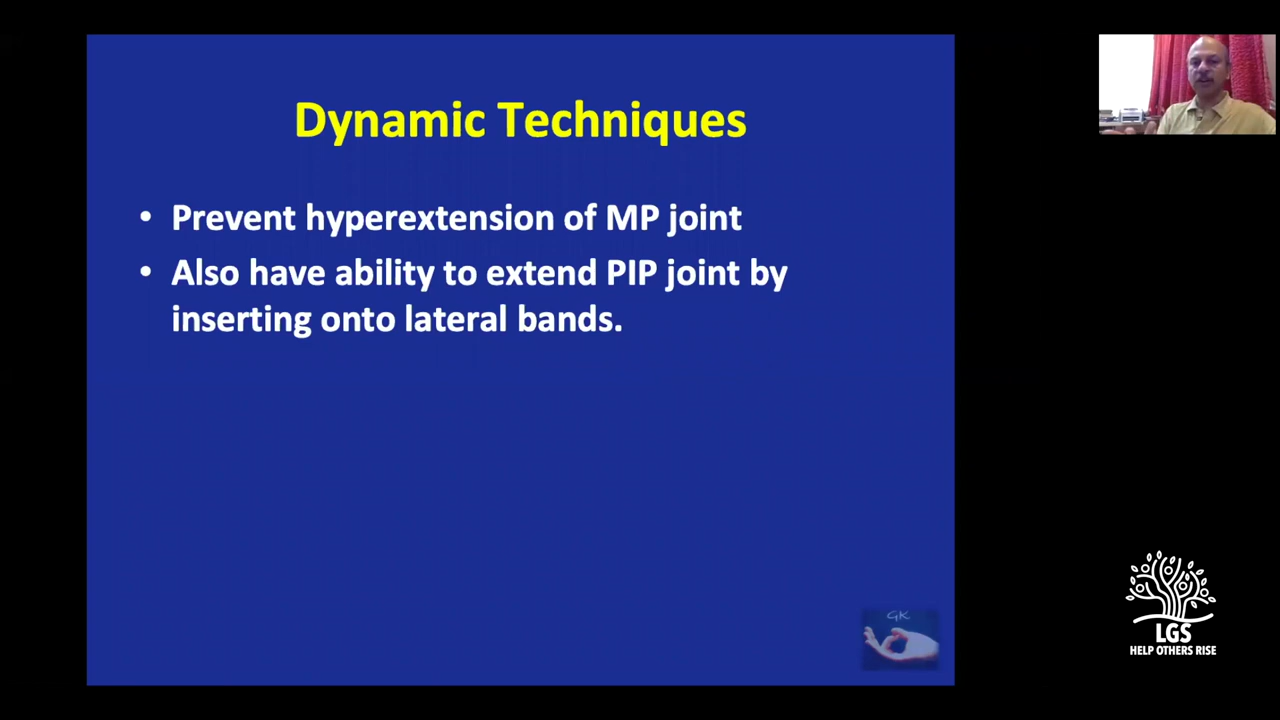 Dynamic Techniques
• Prevent hyperextension of MP joint
• Also have ability to extend PIP joint by
inserting onto lateral bands.
GK
LGS
HELP OTHERS RISE